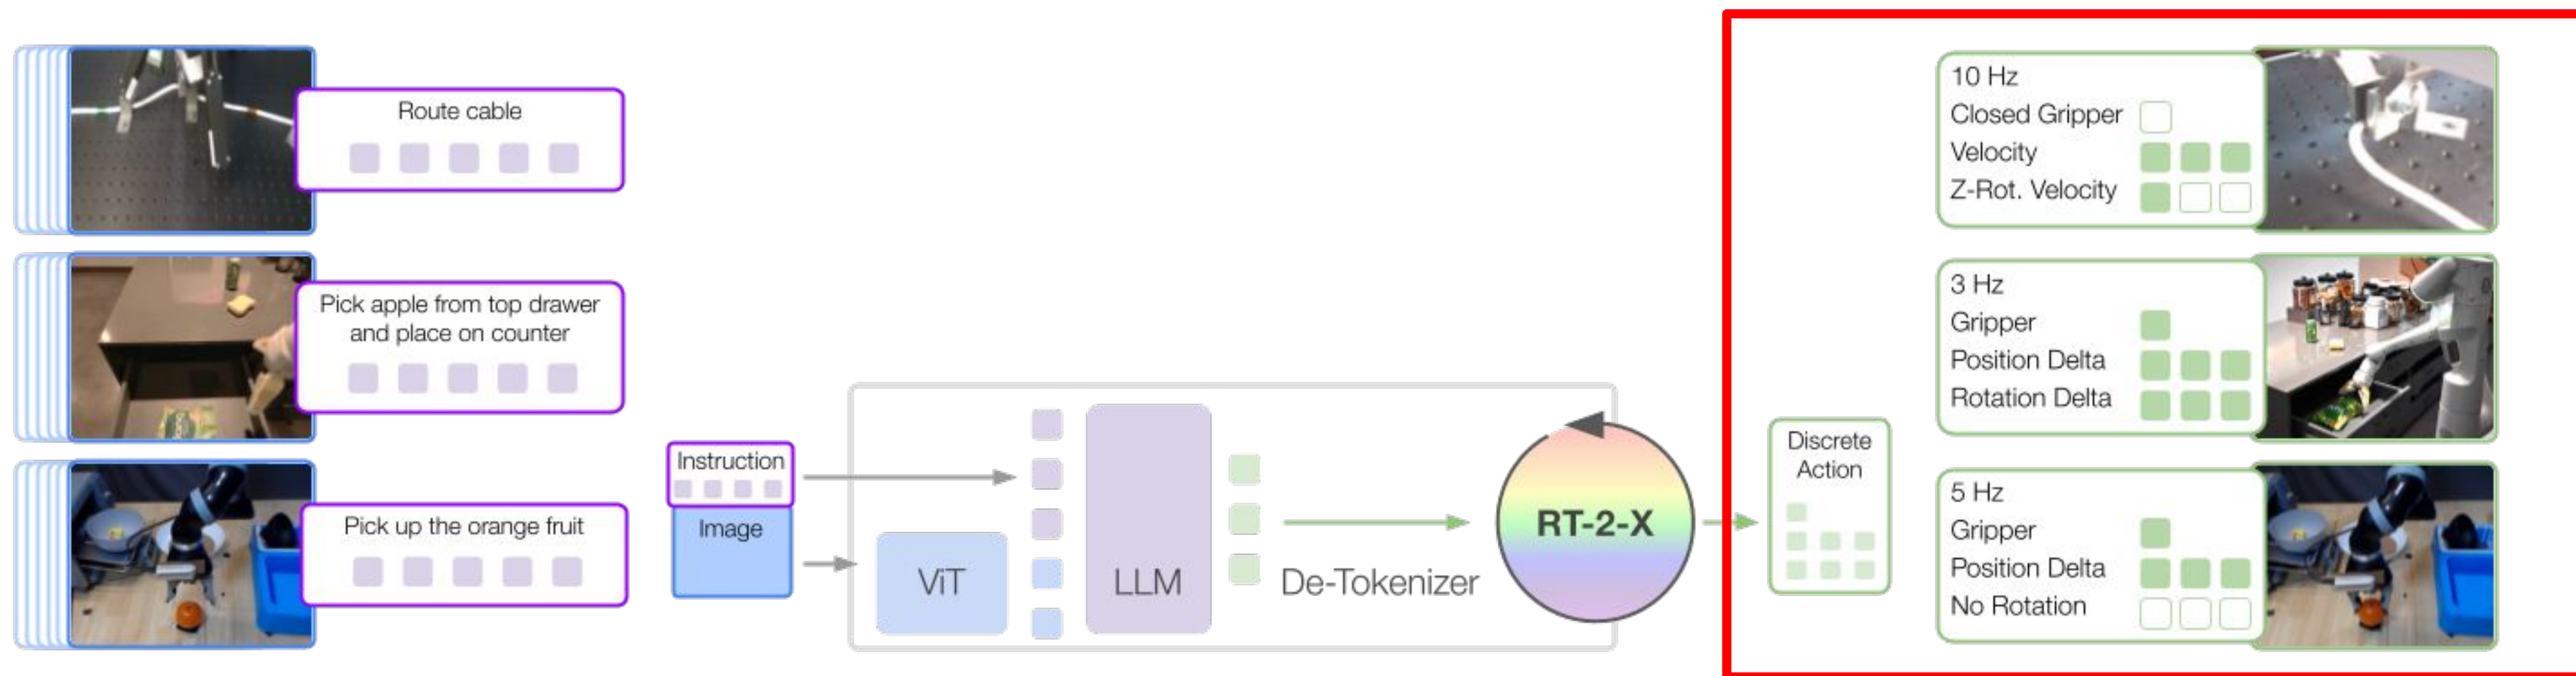 Route cable
Pick apple from top drawer
and place on counter
Pick up the orange fruit
Instruction
Image
ViT
LLM
De-Tokenizer
RT-2-X
Discrete
Action
10 Hz
Closed Gripper
Velocity
Z-Rot. Velocity
3 Hz
Gripper
Position Delta
Rotation Delta
5 Hz
Gripper
Position Delta
No Rotation